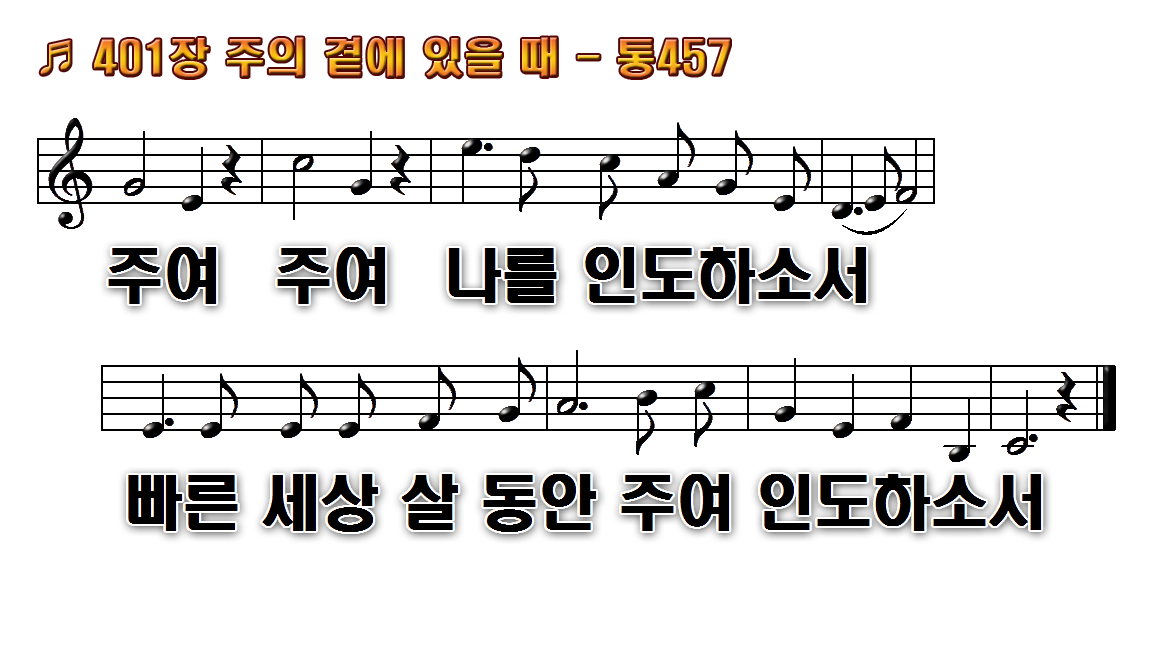 401장 주의 곁에 있을 때 - 통457
주여 주여 나를 인도하소서
빠른 세상 살 동안 주여 인도하소서